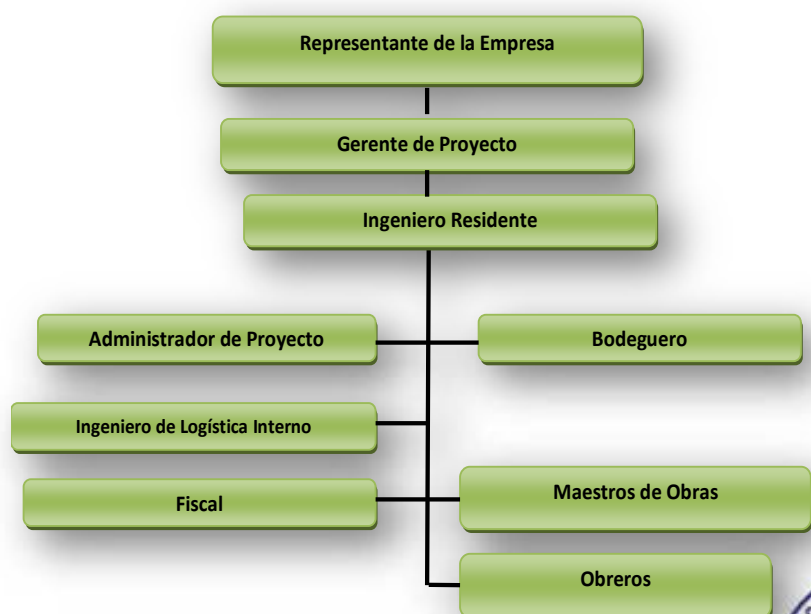 Representante de la Empresa
Gerente de Proyecto
Ingeniero Residente
Administrador de Proyecto
Bodeguero
Ingeniero de Logística Interno
Fiscal
Maestros de Obras
Obreros